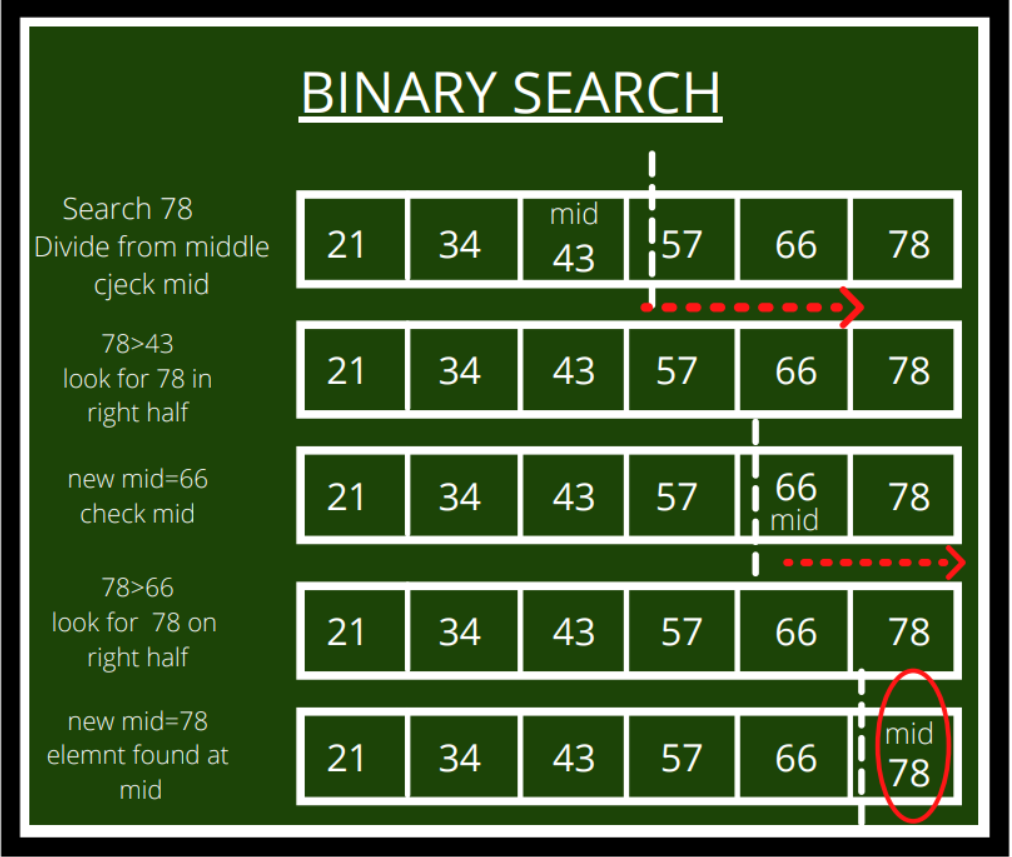 BINARY SEARCH
Search 78
Divide from middle
cjeck mid
mid
21 34 43 57 66 78
78>43
look for 78 in
right half
21 34 43 57 66 78
new mid=66
check mid
21 34 43 57 66 78
mid
78>66
look for 78 on
right half
21 34 43 57 66 78
new mid=78
elemnt found at
mid
mid
21 34 43 57 66 78